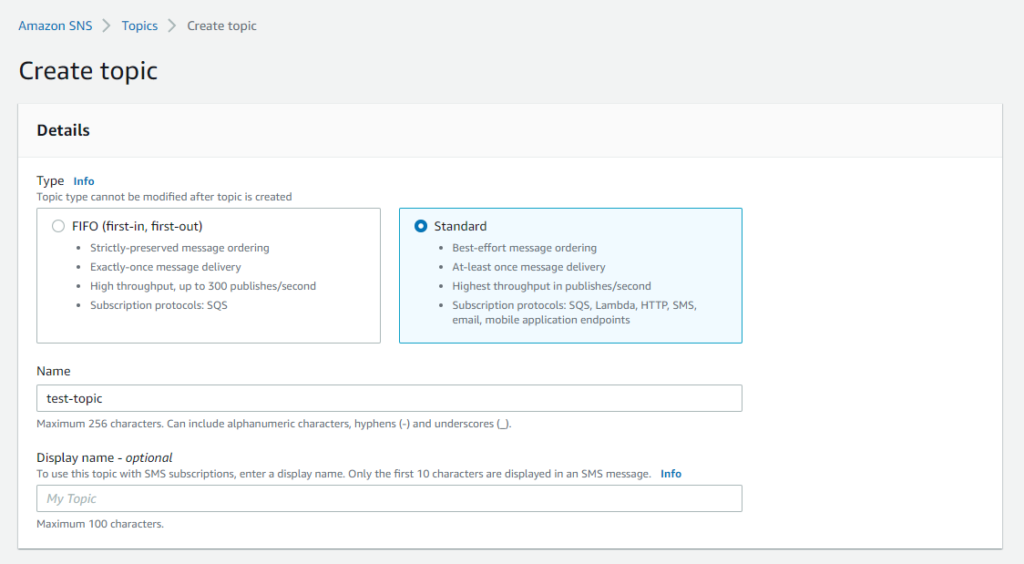 Amazon SNS > Topics > Create topic
Create topic
Details
Type Info
Topic type cannot be modified after topic is created
FIFO (first-in, first-out)
• Strictly-preserved message ordering
• Exactly-once message delivery
• High throughput, up to 300 publishes/second
• Subscription protocols: SQS
Standard
• Best-effort message ordering
• At-least once message delivery
• Highest throughput in publishes/second
• Subscription protocols: SQS, Lambda, HTTP, SMS,
email, mobile application endpoints
Name
test-topic
Maximum 256 characters. Can include alphanumeric characters, hyphens (-) and underscores (_).
Display name - optional
To use this topic with SMS subscriptions, enter a display name. Only the first 10 characters are displayed in an SMS message. Info
My Topic
Maximum 100 characters.